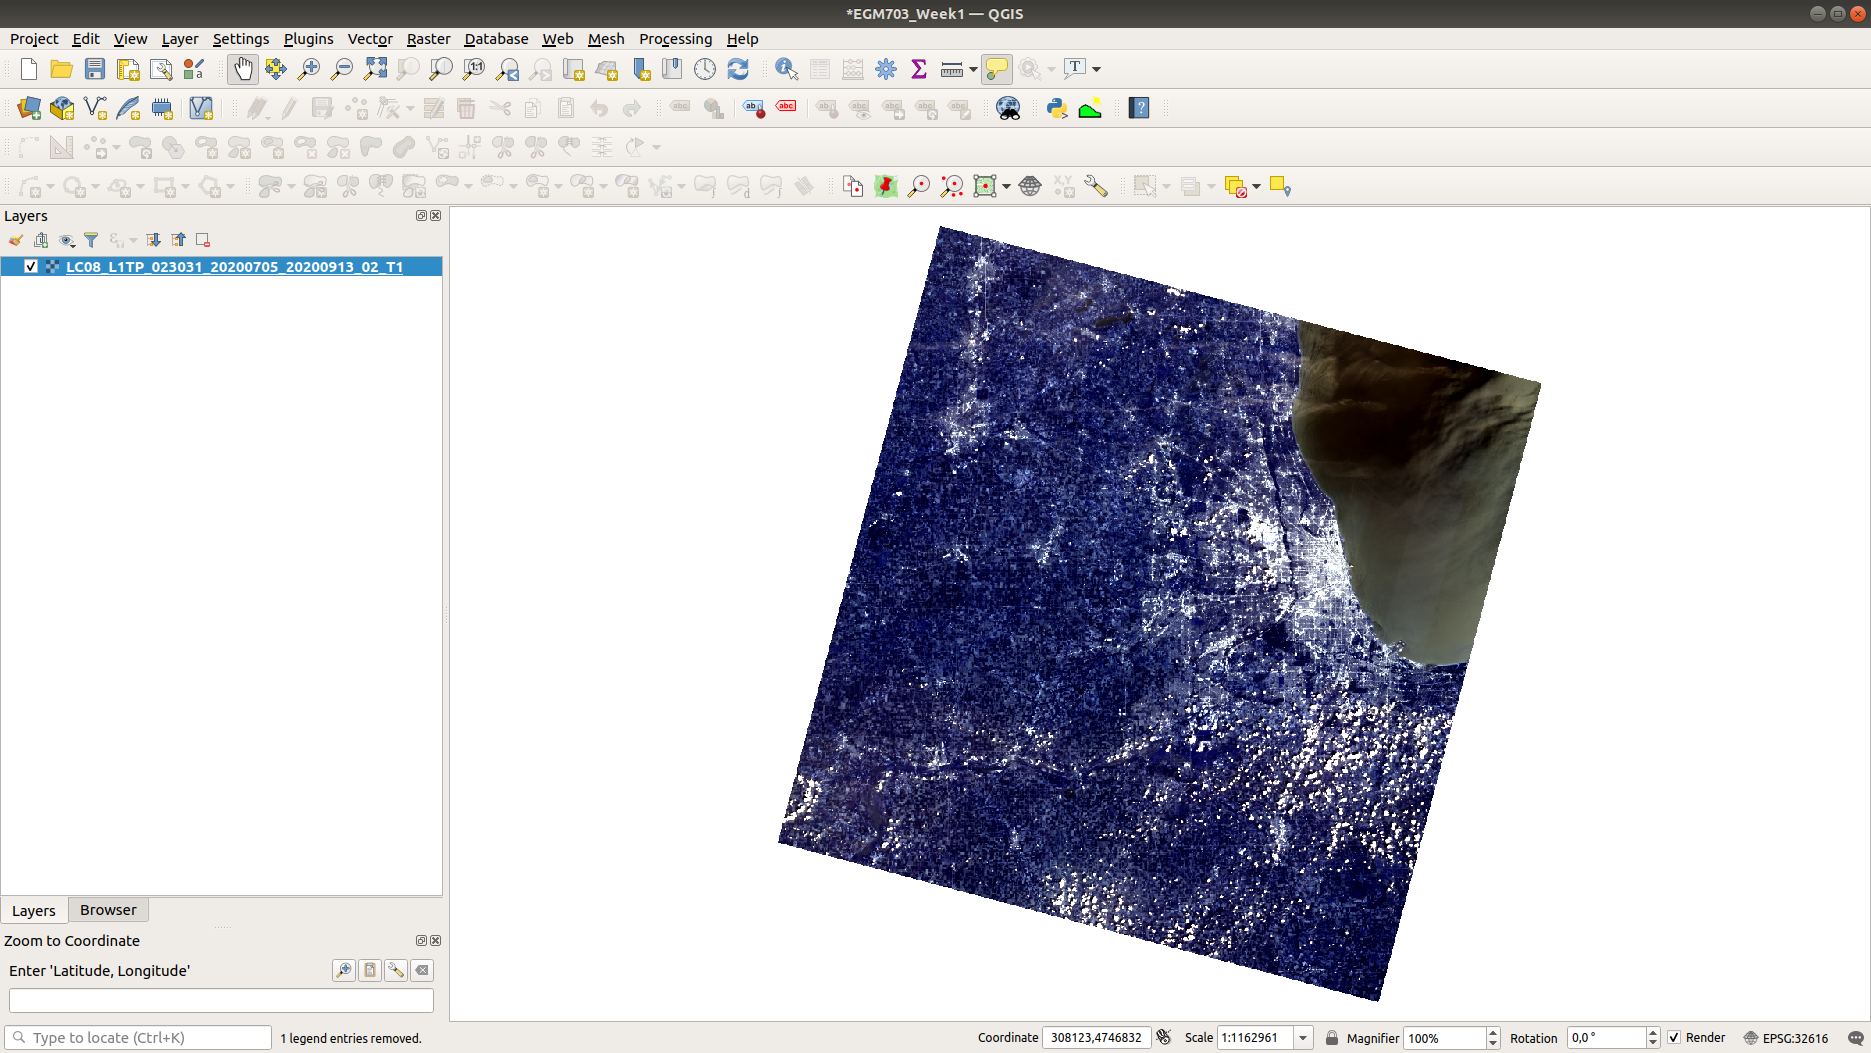 *EGM703_Week1 — QGIS
Project Edit View Layer Settings Plugins Vector Raster Database Web Mesh Processing Help
Layers
LC08_L1TP_023031_20200705_20200913_02_T1
Layers Browser
Zoom to Coordinate
Enter 'Latitude, Longitude'
Type to locate (Ctrl+K) 1 legend entries removed. Coordinate 308123,4746832 Scale 1:1162961 Magnifier 100% Rotation 0,0 ° Render EPSG:32616